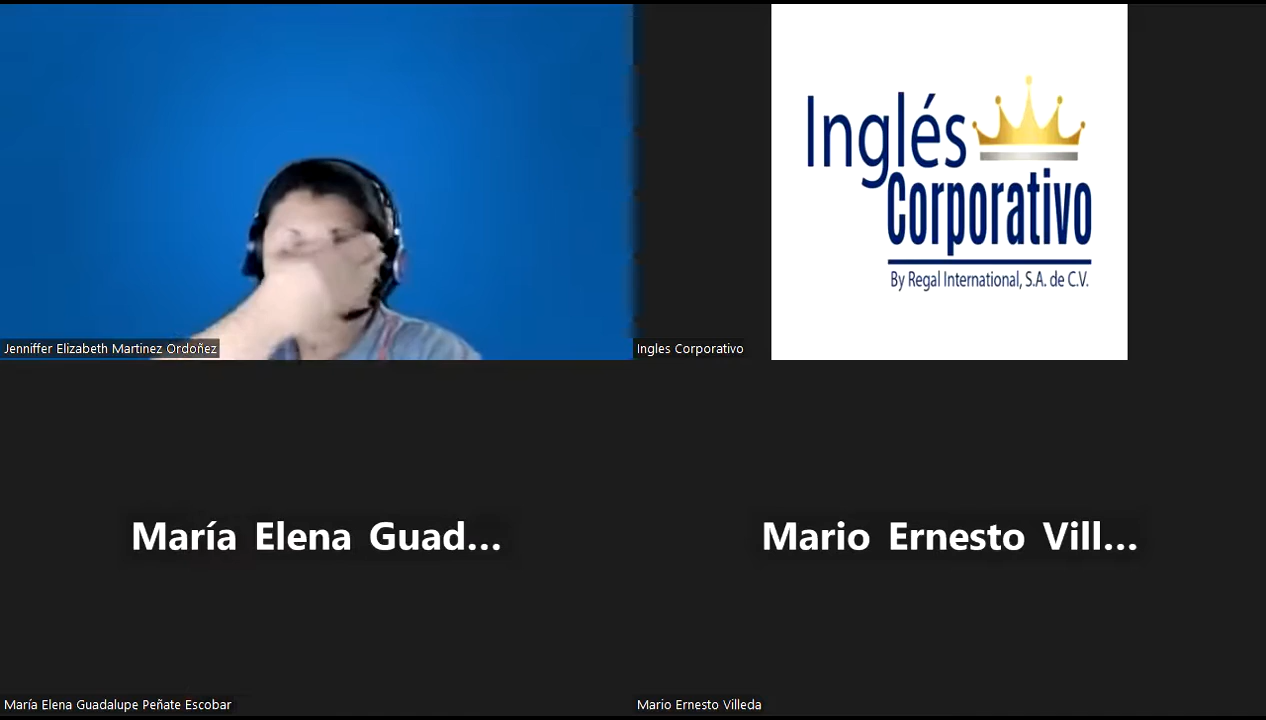 Inglés
Corporativo
By Regal International, S.A. de C.V.
Jenniffer Elizabeth Martinez Ordoñez
Ingles Corporativo
María Elena Guad...
Mario Ernesto Vill...
María Elena Guadalupe Peñate Escobar
Mario Ernesto Villeda